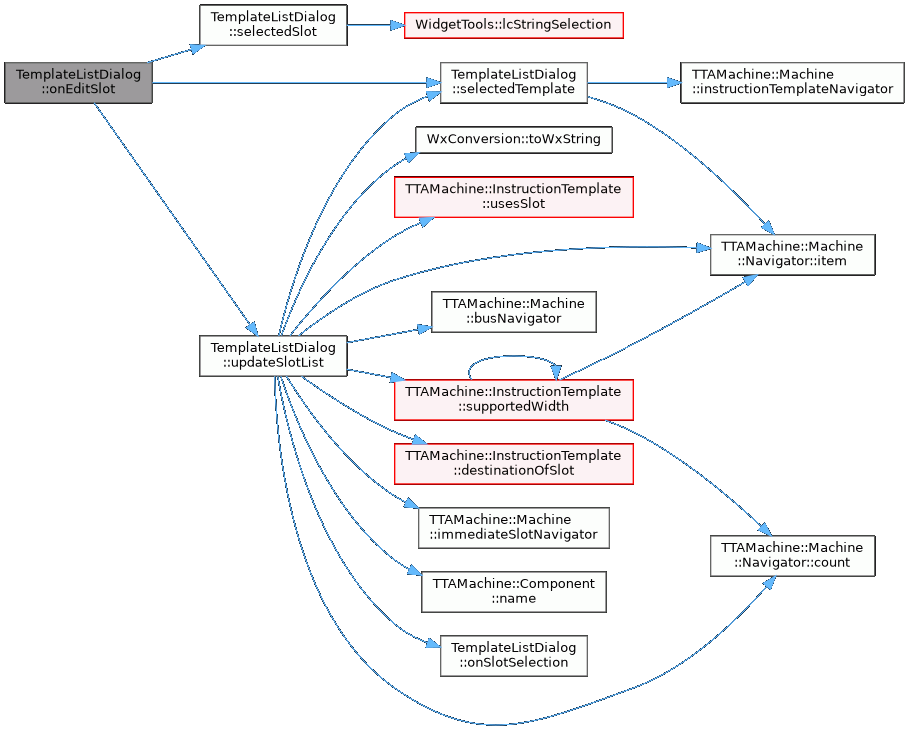 TemplateListDialog
::selectedSlot
WidgetTools::lcStringSelection
TemplateListDialog
::onEditSlot
TemplateListDialog
::selectedTemplate
TTAMachine::Machine
::instructionTemplateNavigator
WxConversion::toWxString
TTAMachine::InstructionTemplate
::usesSlot
TTAMachine::Machine
::Navigator::item
TTAMachine::Machine
::busNavigator
TemplateListDialog
::updateSlotList
TTAMachine::InstructionTemplate
::supportedWidth
TTAMachine::InstructionTemplate
::destinationOfSlot
TTAMachine::Machine
::immediateSlotNavigator
TTAMachine::Machine
::Navigator::count
TTAMachine::Component
::name
TemplateListDialog
::onSlotSelection